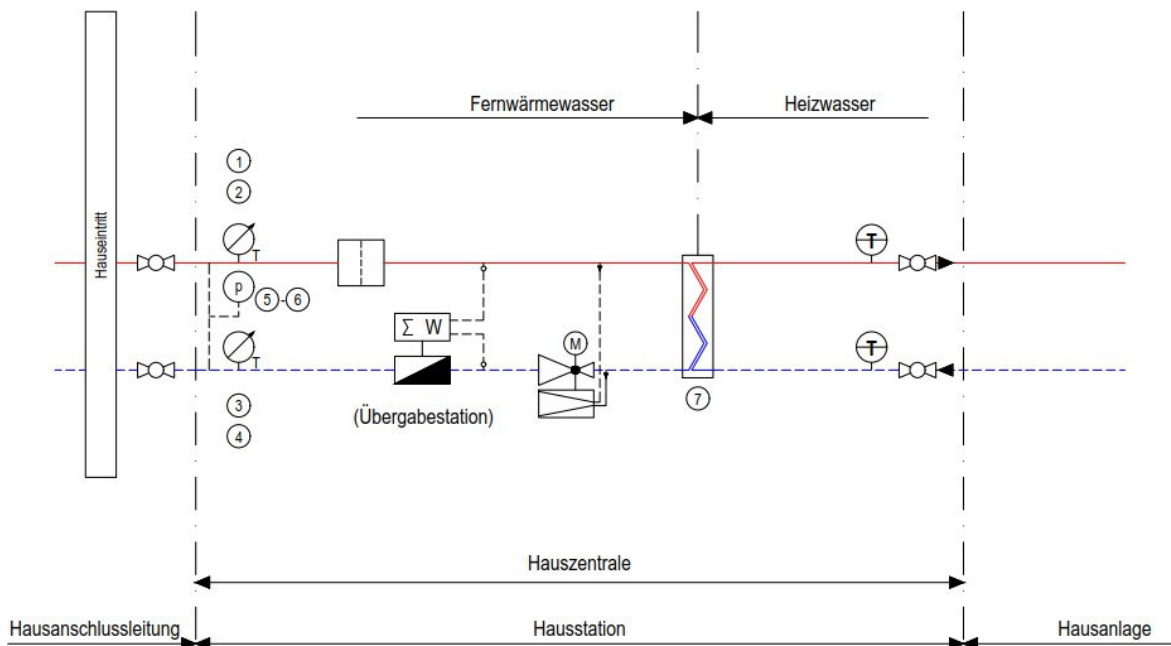 Fernwärmewasser
Heizwasser
Hauseintritt
1
2
T
T
p
5 - 6
Σ W
M
T
T
(Übergabestation)
3
4
7
Hauszentrale
Hausanschlussleitung
Hausstation
Hausanlage